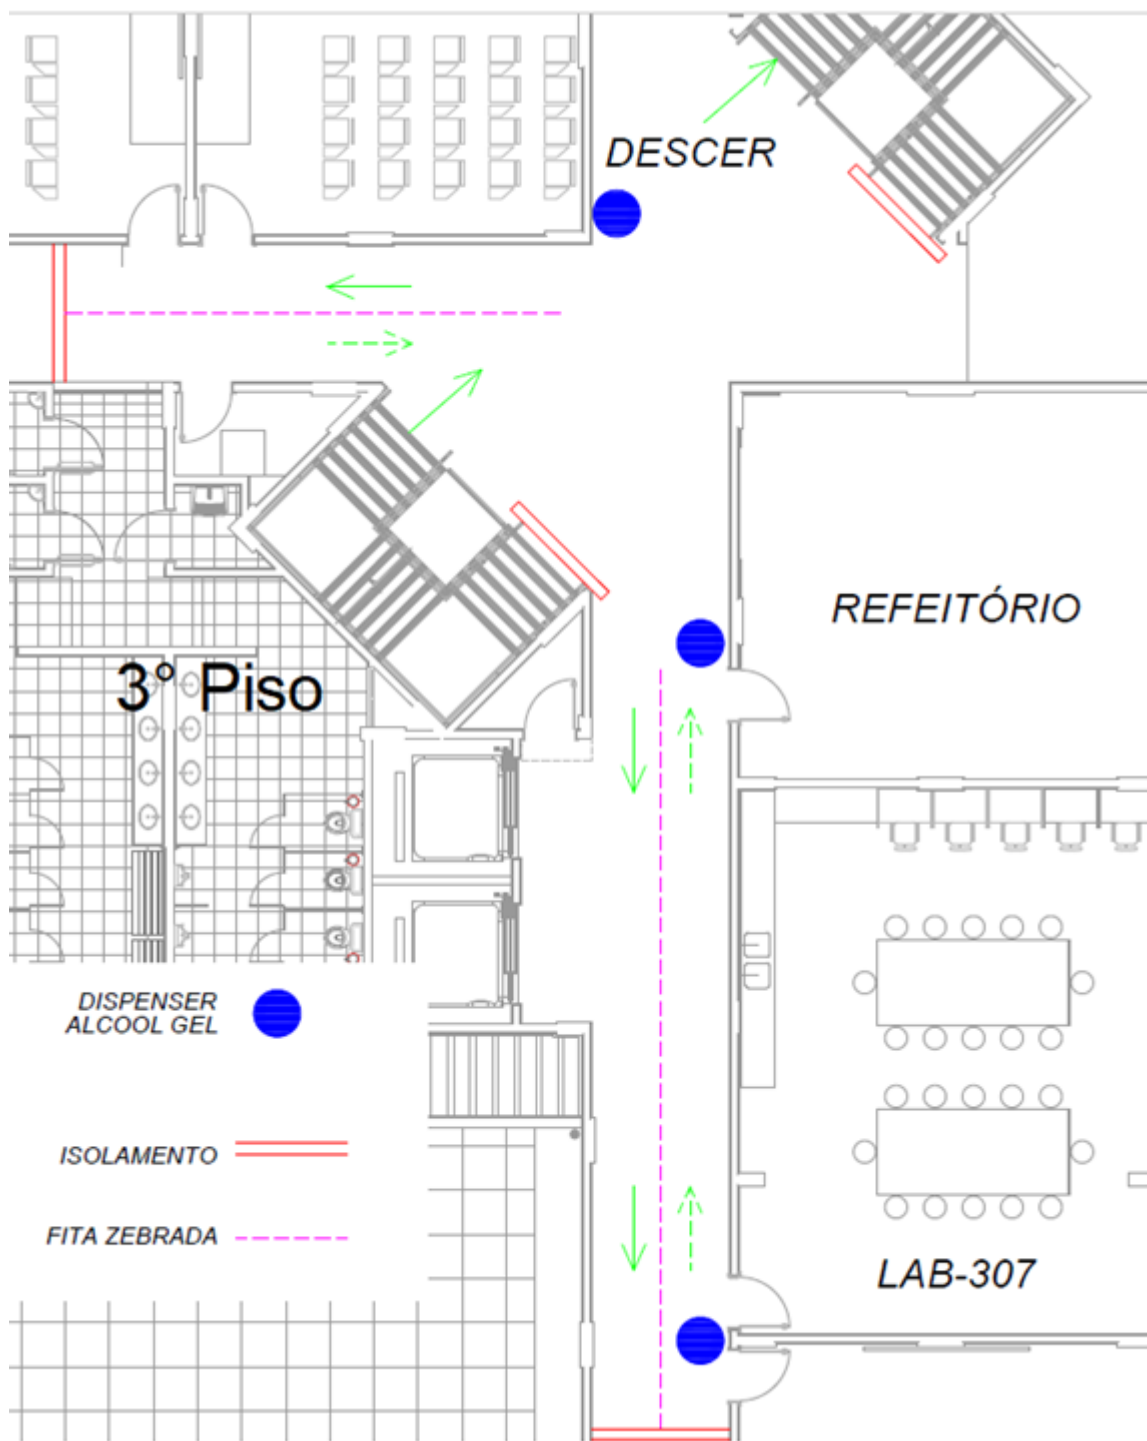 DESCER
REFEITÓRIO
3° Piso
DISPENSER
ALCOOL GEL
ISOLAMENTO
FITA ZEBRADA
LAB-307